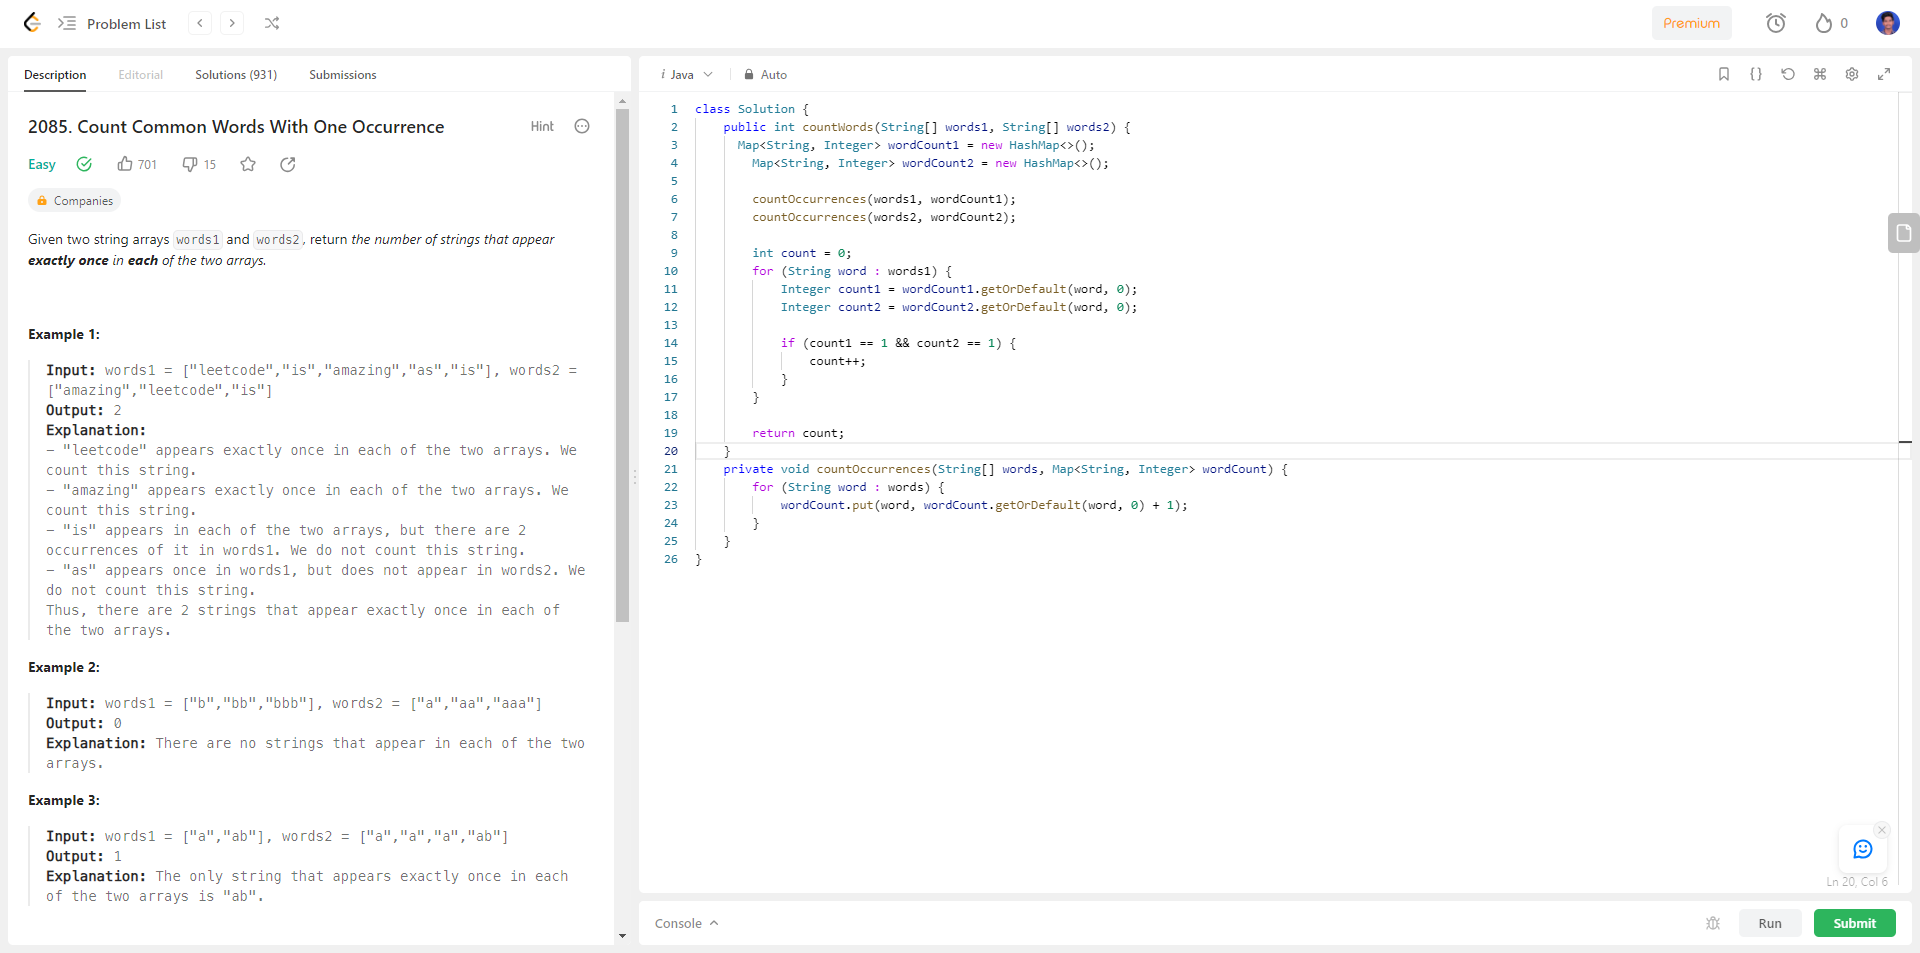 Problem List
Premium
0
Description Editorial Solutions (931) Submissions
2085. Count Common Words With One Occurrence
Hint
Easy 701 15
Companies
Given two string arrays words1 and words2, return the number of strings that appear
exactly once in each of the two arrays.
Example 1:
Input: words1 = ["leetcode","is","amazing","as","is"], words2 =
["amazing","leetcode","is"]
Output: 2
Explanation:
- "leetcode" appears exactly once in each of the two arrays. We
count this string.
- "amazing" appears exactly once in each of the two arrays. We
count this string.
- "is" appears in each of the two arrays, but there are 2
occurrences of it in words1. We do not count this string.
- "as" appears once in words1, but does not appear in words2. We
do not count this string.
Thus, there are 2 strings that appear exactly once in each of
the two arrays.
Example 2:
Input: words1 = ["b","bb","bbb"], words2 = ["a","aa","aaa"]
Output: 0
Explanation: There are no strings that appear in each of the two
arrays.
Example 3:
Input: words1 = ["a","ab"], words2 = ["a","a","a","ab"]
Output: 1
Explanation: The only string that appears exactly once in each
of the two arrays is "ab".
i Java Auto
1 class Solution {
2 public int countWords(String[] words1, String[] words2) {
3 Map<String, Integer> wordCount1 = new HashMap<>();
4 Map<String, Integer> wordCount2 = new HashMap<>();
5
6 countOccurrences(words1, wordCount1);
7 countOccurrences(words2, wordCount2);
8
9 int count = 0;
10 for (String word : words1) {
11 Integer count1 = wordCount1.getOrDefault(word, 0);
12 Integer count2 = wordCount2.getOrDefault(word, 0);
13
14 if (count1 == 1 && count2 == 1) {
15 count++;
16 }
17 }
18
19 return count;
20 }
21 private void countOccurrences(String[] words, Map<String, Integer> wordCount) {
22 for (String word : words) {
23 wordCount.put(word, wordCount.getOrDefault(word, 0) + 1);
24 }
25 }
26 }
Ln 20, Col 6
Console
Run
Submit